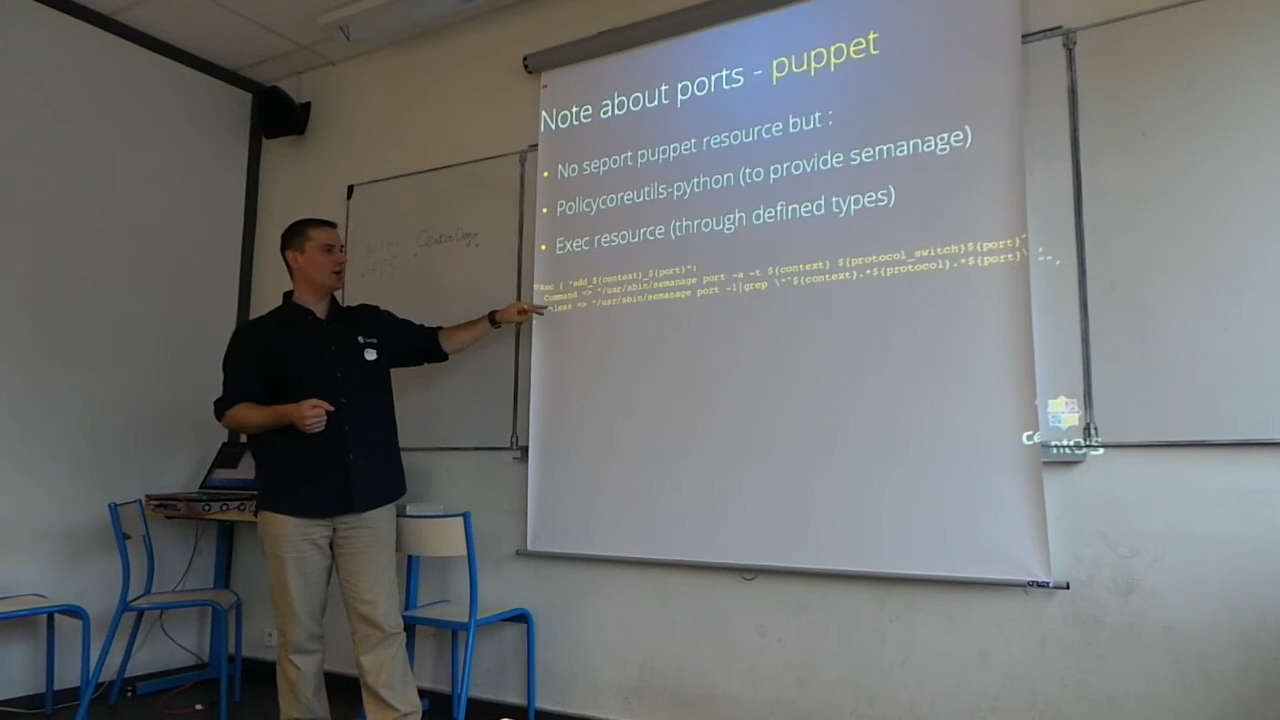 Note about ports - puppet
• No seport puppet resource but :
• Policycoreutils-python (to provide semanage)
• Exec resource (through defined types)
Exec { "add_${context}_${port}":
Command => "/usr/sbin/semanage port -a -t ${context} ${protocol_switch}${port}",
unless => "/usr/sbin/semanage port -l|grep \"^${context}.*${protocol}.*${port}\
CentOS